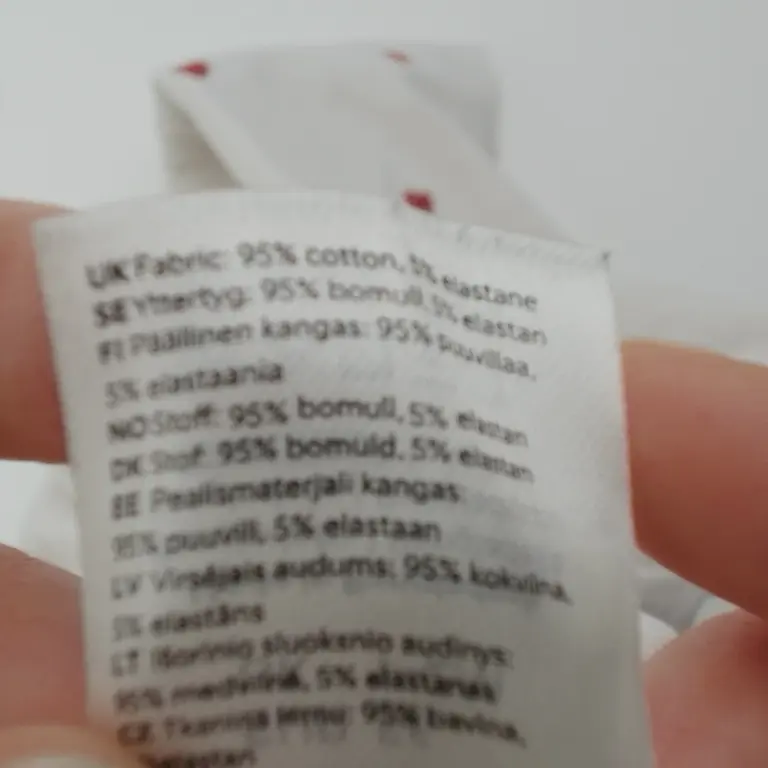 UK Fabric: 95% cotton, 5% elastane
SE Yttertyg: 95% bomull, 5% elastan
FI Päällinen kangas: 95% puuvillaa,
5% elastaania
NO Stoff: 95% bomull, 5% elastan
DK Stof: 95% bomuld, 5% elastan
EE Pealismaterjali kangas:
95% puuvill, 5% elastaan
LV Virsējais audums: 95% kokvilna,
5% elastāns
LT Išorinio sluoksnio audinys:
95% medvilnė, 5% elastanas
CZ Tkanina 95% bavlna,
elastan